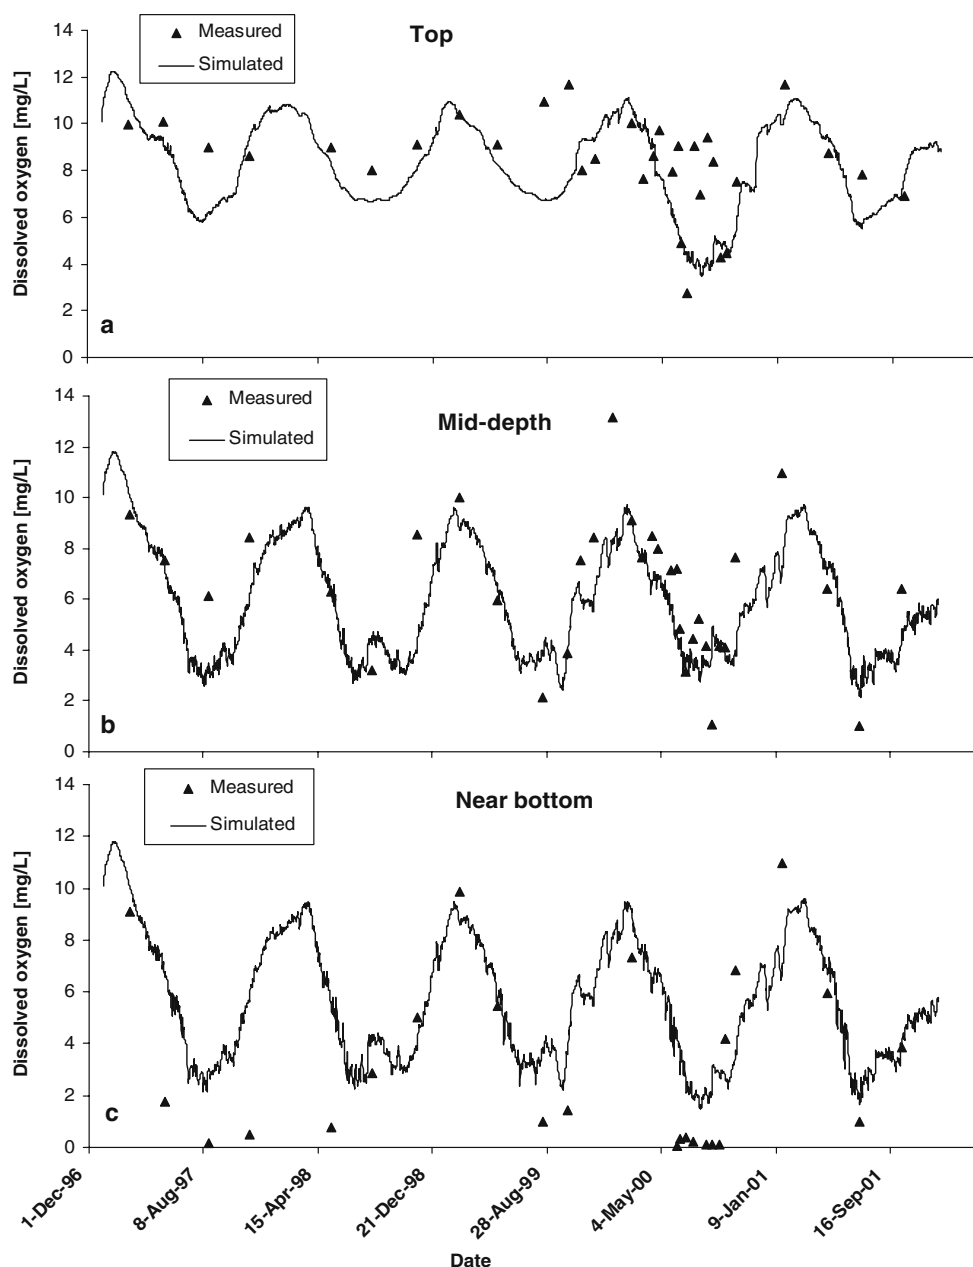 Top
Measured
Simulated
Dissolved oxygen [mg/L]
14
12
10
8
6
4
2
0
a
Mid-depth
Measured
Simulated
Dissolved oxygen [mg/L]
14
12
10
8
6
4
2
0
b
Near bottom
Measured
Simulated
Dissolved oxygen [mg/L]
14
12
10
8
6
4
2
0
c
1-Dec-96
8-Aug-97
15-Apr-98
21-Dec-98
28-Aug-99
4-May-00
9-Jan-01
16-Sep-01
Date